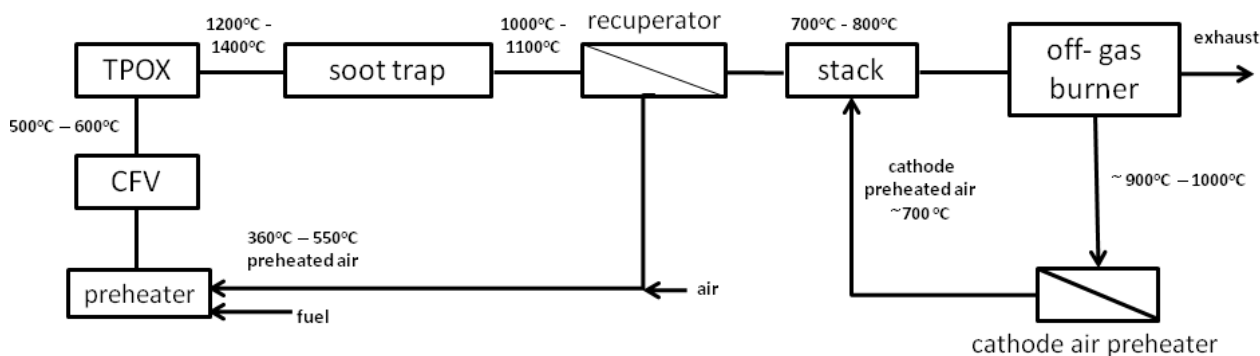 recuperator
1200°C -
1400°C
1000°C -
1100°C
700°C - 800°C
off- gas
burner
exhaust
TPOX
soot trap
stack
500°C – 600°C
CFV
cathode
preheated air
~700 °C
~900°C – 1000°C
360°C – 550°C
preheated air
preheater
air
fuel
cathode air preheater